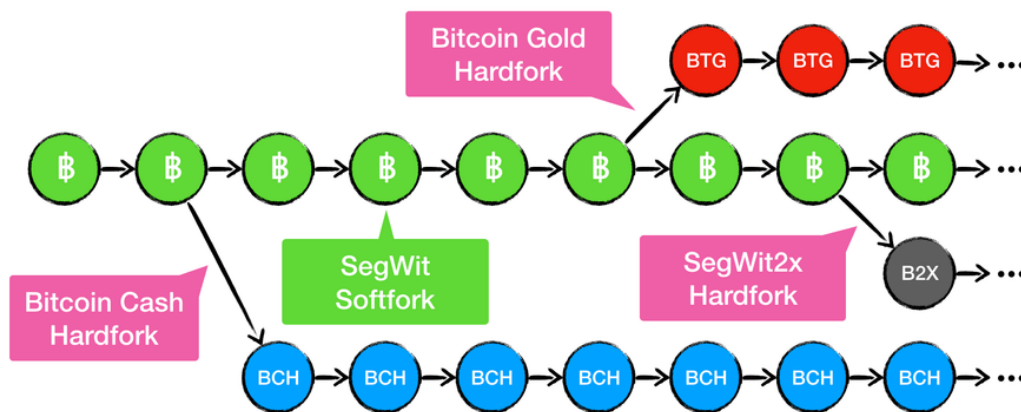 Bitcoin Gold
Hardfork
BTG BTG BTG ...
฿ ฿ ฿ ฿ ฿ ฿ ฿ ฿ ฿ ...
SegWit
Softfork
SegWit2x
Hardfork
B2X ...
Bitcoin Cash
Hardfork
BCH BCH BCH BCH BCH BCH BCH ...